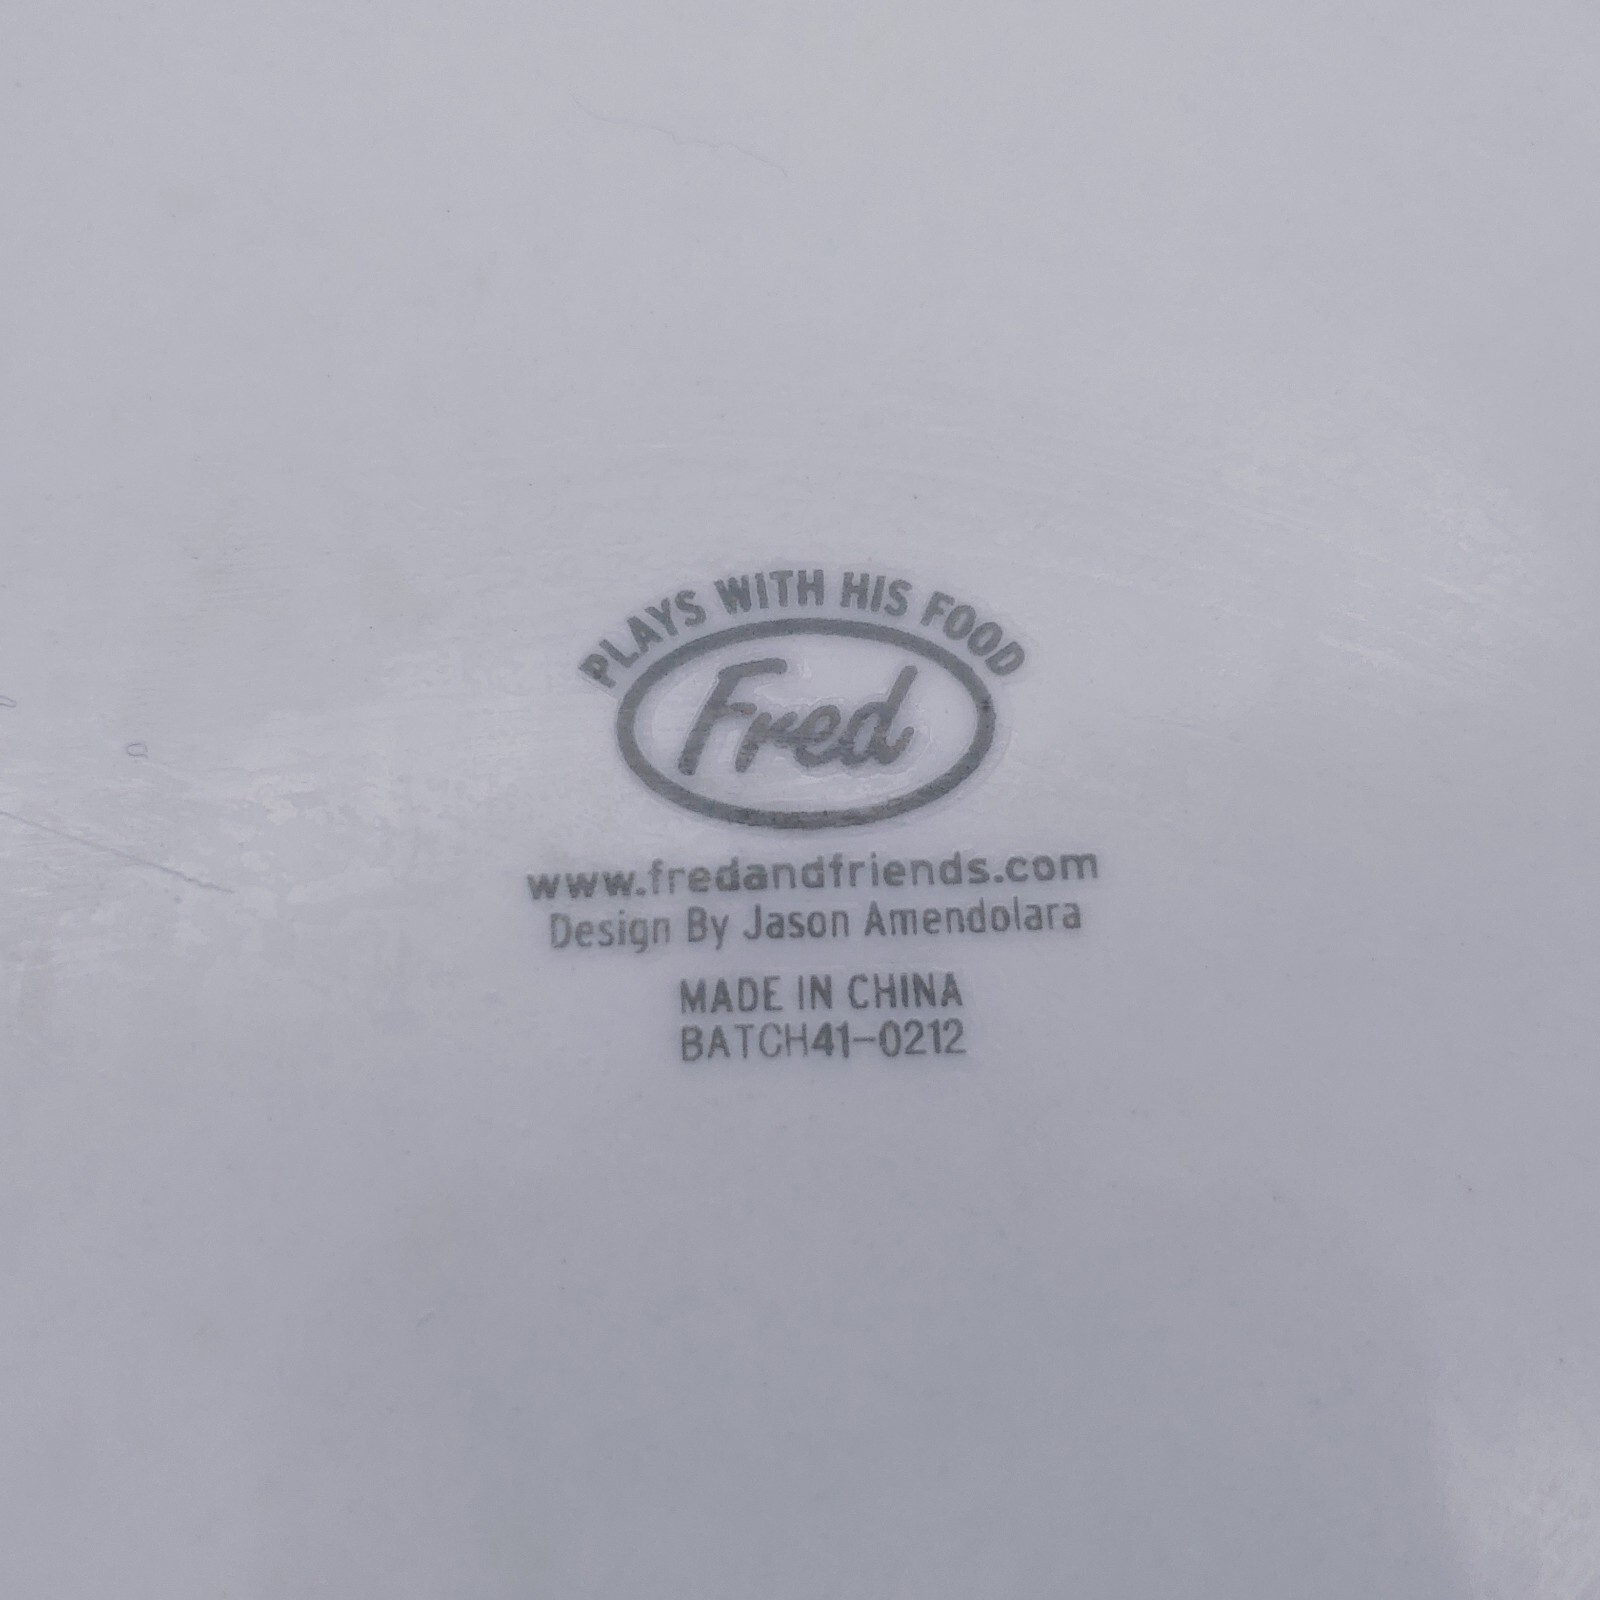 PLAYS WITH HIS FOOD
Fred
www.fredandfriends.com
Design By Jason Amendolara
MADE IN CHINA
BATCH41-0212